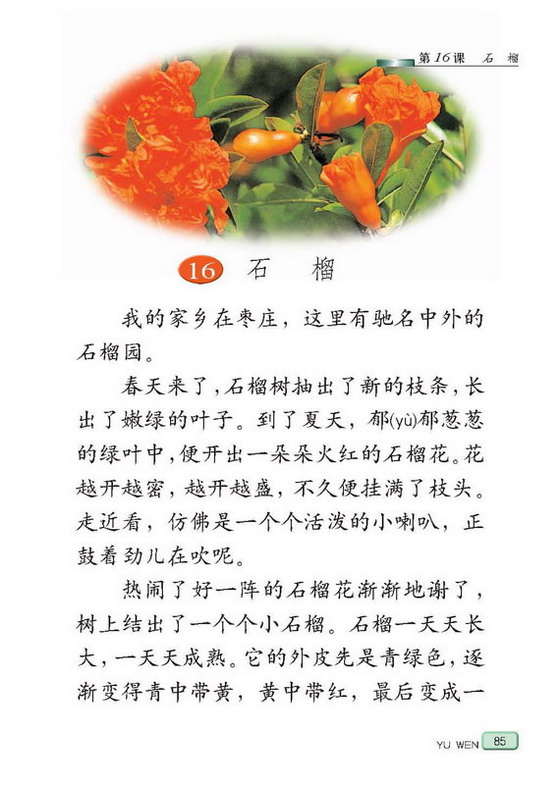 第16课 石 榴
16 石 榴
我的家乡在枣庄，这里有驰名中外的
石榴园。
春天来了，石榴树抽出了新的枝条，长
出了嫩绿的叶子。到了夏天，郁(yù)郁葱葱
的绿叶中，便开出一朵朵火红的石榴花。花
越开越密，越开越盛，不久便挂满了枝头。
走近看，仿佛是一个个活泼的小喇叭，正
鼓着劲儿在吹呢。
热闹了好一阵的石榴花渐渐地谢了，
树上结出了一个个小石榴。石榴一天天长
大，一天天成熟。它的外皮先是青绿色，逐
渐变得青中带黄，黄中带红，最后变成一
YU WEN 85